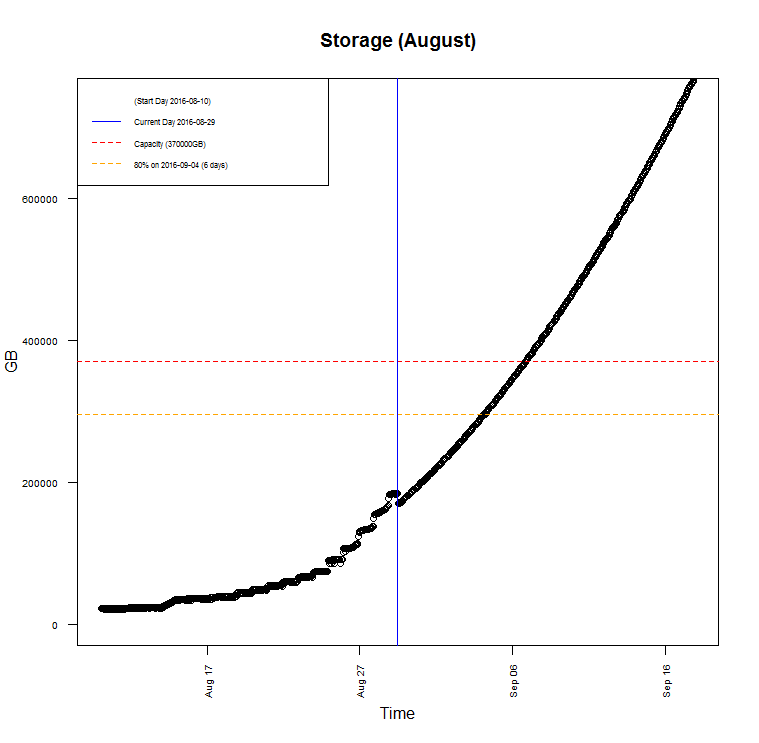 Storage (August)
(Start Day 2016-08-10)
Current Day 2016-08-29
Capacity (370000GB)
80% on 2016-09-04 (6 days)
600000
400000
200000
0
GB
Aug 17
Aug 27
Sep 06
Sep 16
Time